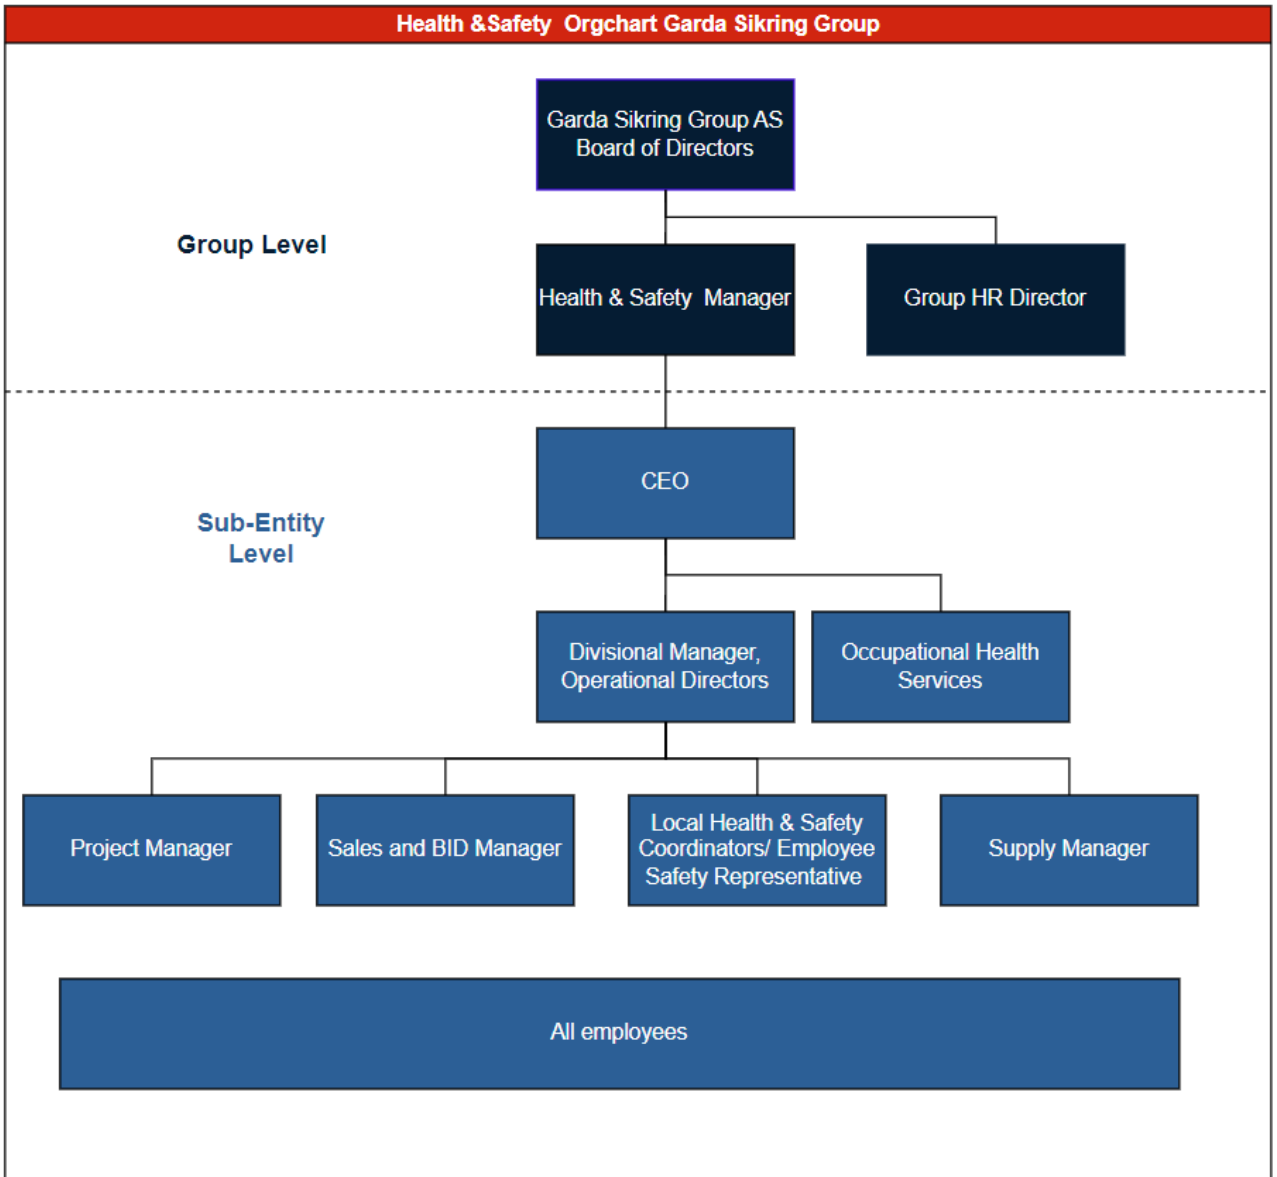 Health &Safety  Orgchart Garda Sikring Group
Garda Sikring Group AS
Board of Directors
Group Level
Health & Safety  Manager
Group HR Director
CEO
Sub-Entity
Level
Divisional Manager,
Operational Directors
Occupational Health
Services
Project Manager
Sales and BID Manager
Local Health & Safety
Coordinators/ Employee
Safety Representative
Supply Manager
All employees